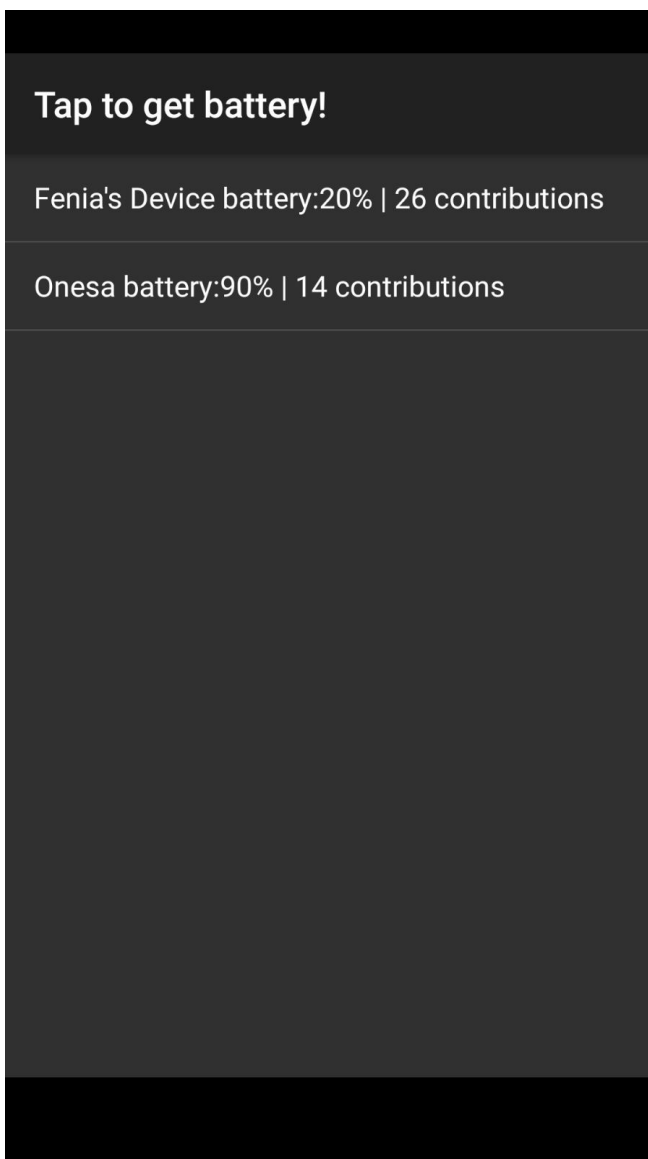 Tap to get battery!
Fenia's Device battery:20% | 26 contributions
Onesa battery:90% | 14 contributions